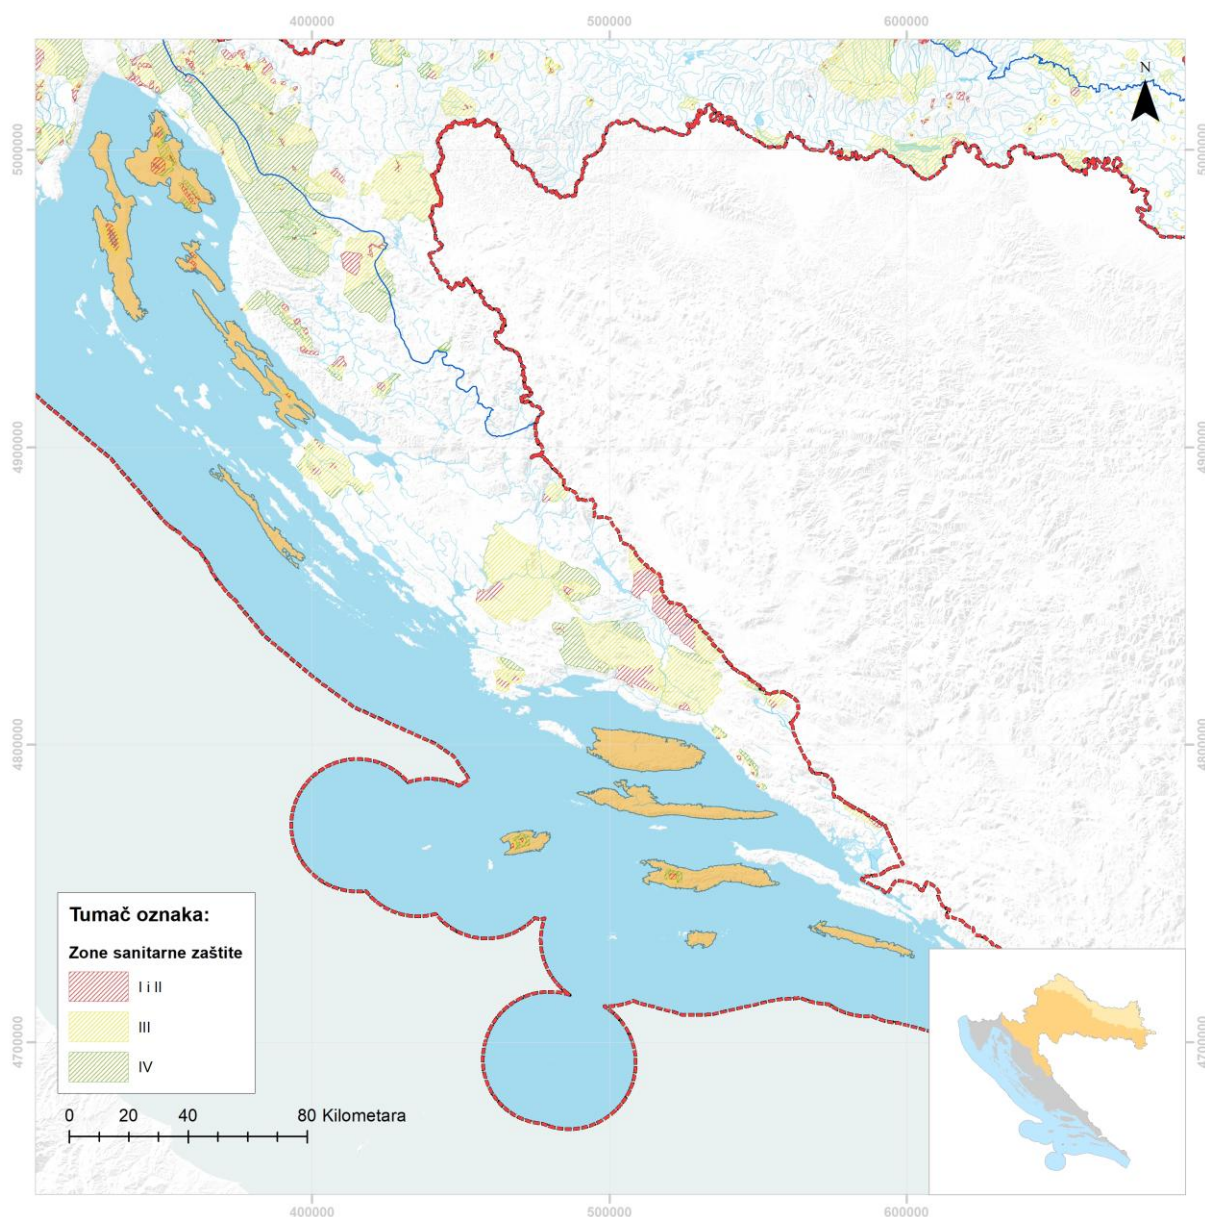 400000 500000 600000
N
5000000 5000000
4900000 4900000
4800000 4800000
4700000 4700000
Tumač oznaka:
Zone sanitarne zaštite
I i II
III
IV
0 20 40 80 Kilometara
400000 500000 600000